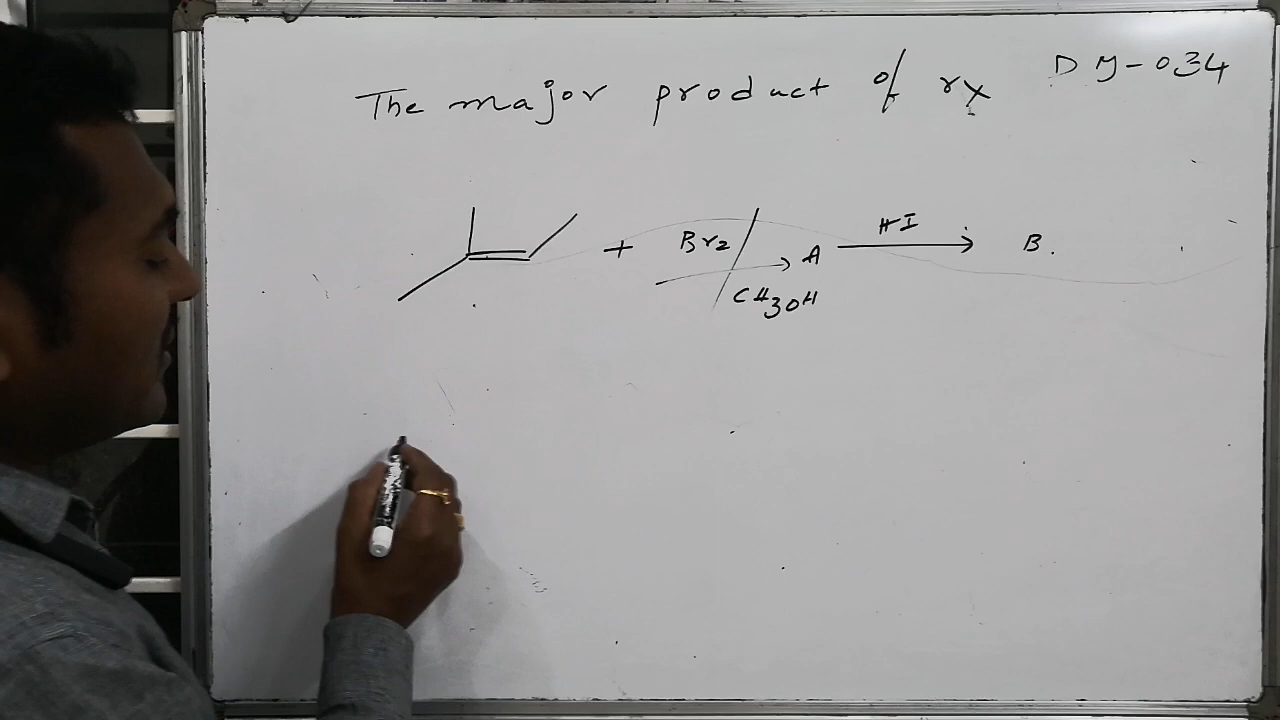 The major product of rx DY-034
+ Br2 / CH3OH → A HI → B.